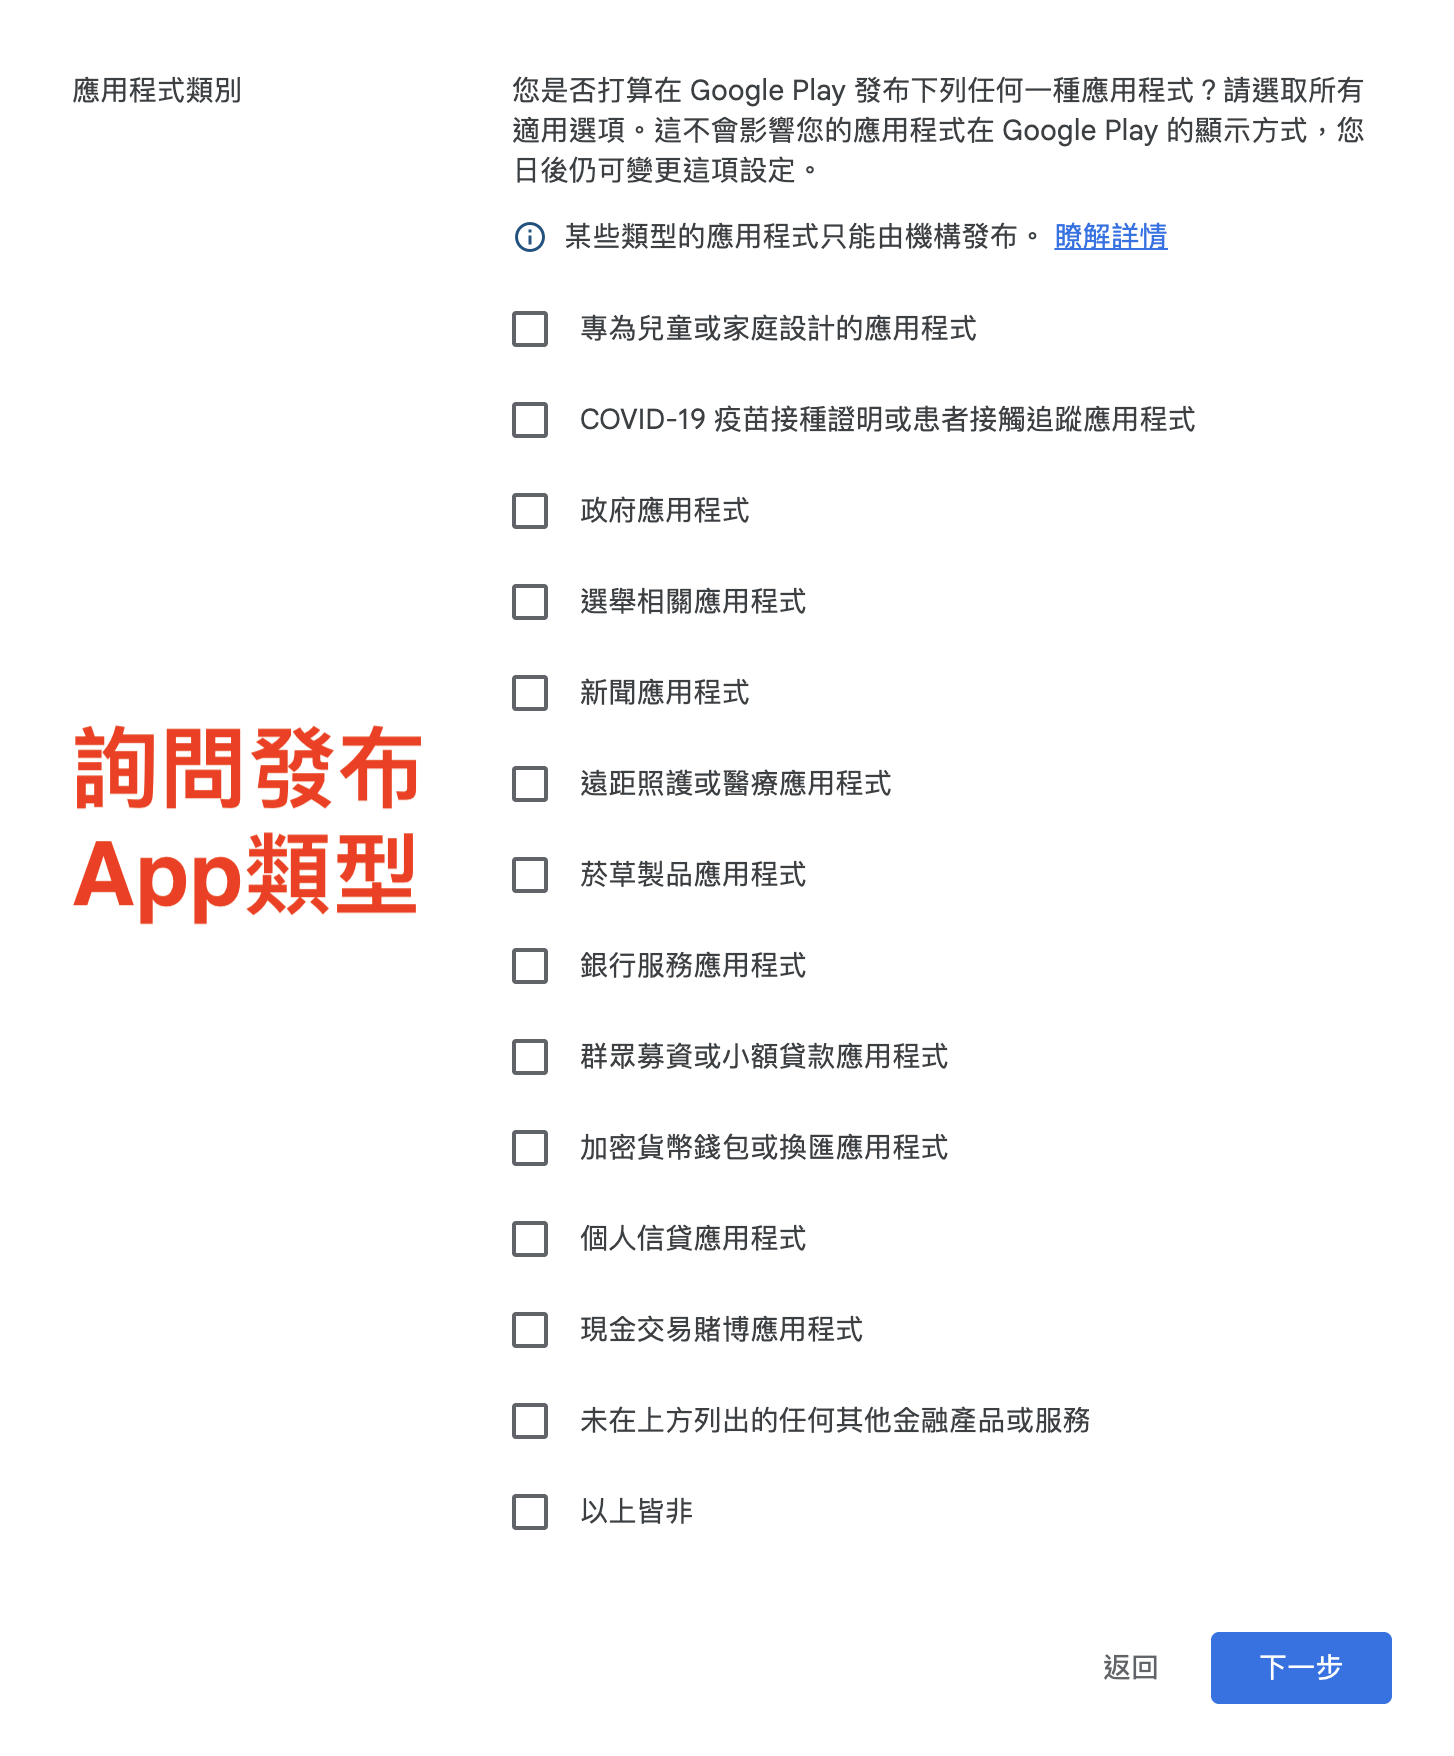 應用程式類別
您是否打算在 Google Play 發布下列任何一種應用程式？請選取所有
適用選項。這不會影響您的應用程式在 Google Play 的顯示方式，您
日後仍可變更這項設定。
某些類型的應用程式只能由機構發布。 瞭解詳情
專為兒童或家庭設計的應用程式
COVID-19 疫苗接種證明或患者接觸追蹤應用程式
政府應用程式
選舉相關應用程式
新聞應用程式
詢問發布
App類型
遠距照護或醫療應用程式
菸草製品應用程式
銀行服務應用程式
群眾募資或小額貸款應用程式
加密貨幣錢包或換匯應用程式
個人信貸應用程式
現金交易賭博應用程式
未在上方列出的任何其他金融產品或服務
以上皆非
返回
下一步